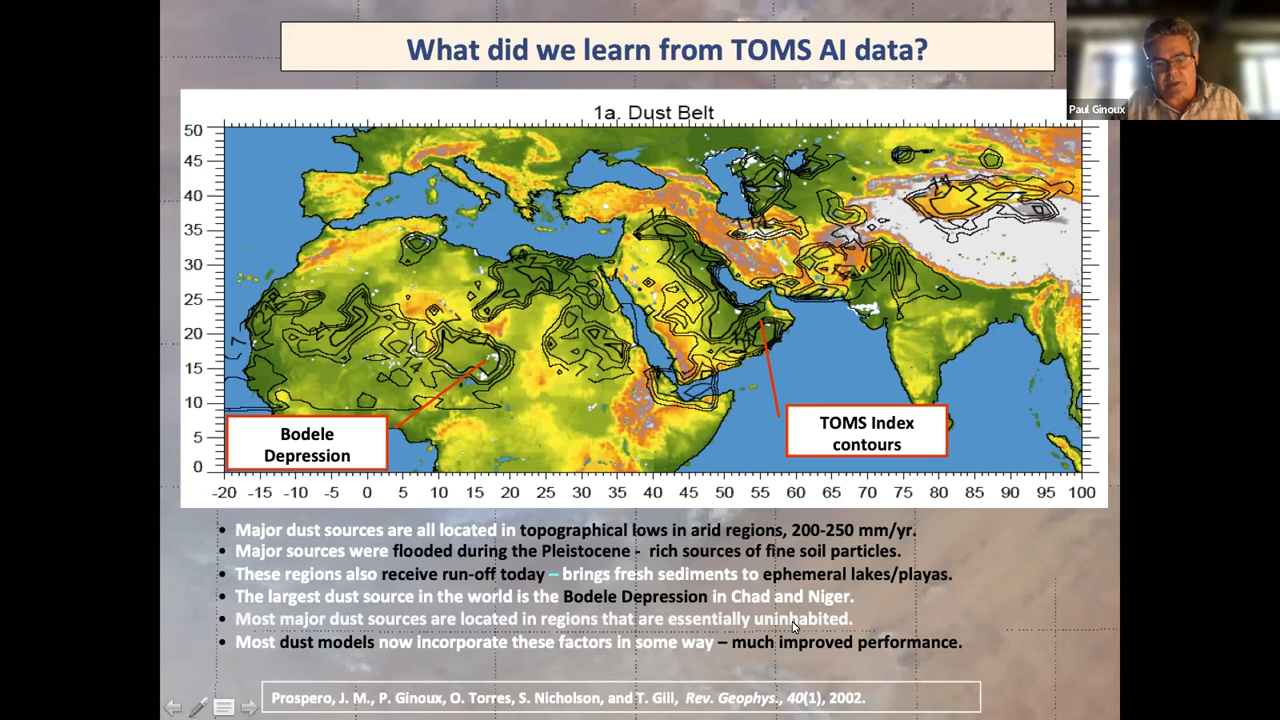 What did we learn from TOMS AI data?
Paul Ginoux
1a. Dust Belt
50
45
40
35
30
25
20
15
10
5
0
Bodele
Depression
TOMS Index
contours
-20 -15 -10 -5 0 5 10 15 20 25 30 35 40 45 50 55 60 65 70 75 80 85 90 95 100
• Major dust sources are all located in topographical lows in arid regions, 200-250 mm/yr.
• Major sources were flooded during the Pleistocene - rich sources of fine soil particles.
• These regions also receive run-off today – brings fresh sediments to ephemeral lakes/playas.
• The largest dust source in the world is the Bodele Depression in Chad and Niger.
• Most major dust sources are located in regions that are essentially uninhabited.
• Most dust models now incorporate these factors in some way – much improved performance.
Prospero, J. M., P. Ginoux, O. Torres, S. Nicholson, and T. Gill, Rev. Geophys., 40(1), 2002.